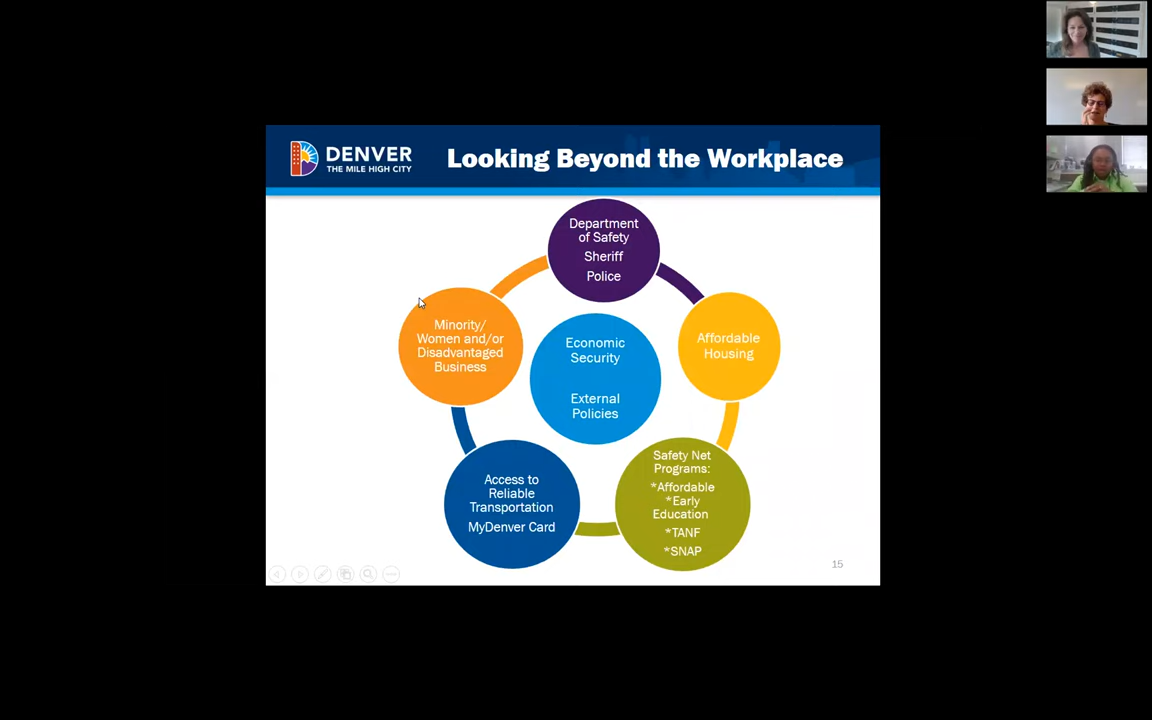 DENVER
THE MILE HIGH CITY
Looking Beyond the Workplace
Department
of Safety
Sheriff
Police
Minority/
Women and/or
Disadvantaged
Business
Economic
Security
External
Policies
Affordable
Housing
Access to
Reliable
Transportation
MyDenver Card
Safety Net
Programs:
*Affordable
*Early
Education
*TANF
*SNAP
15